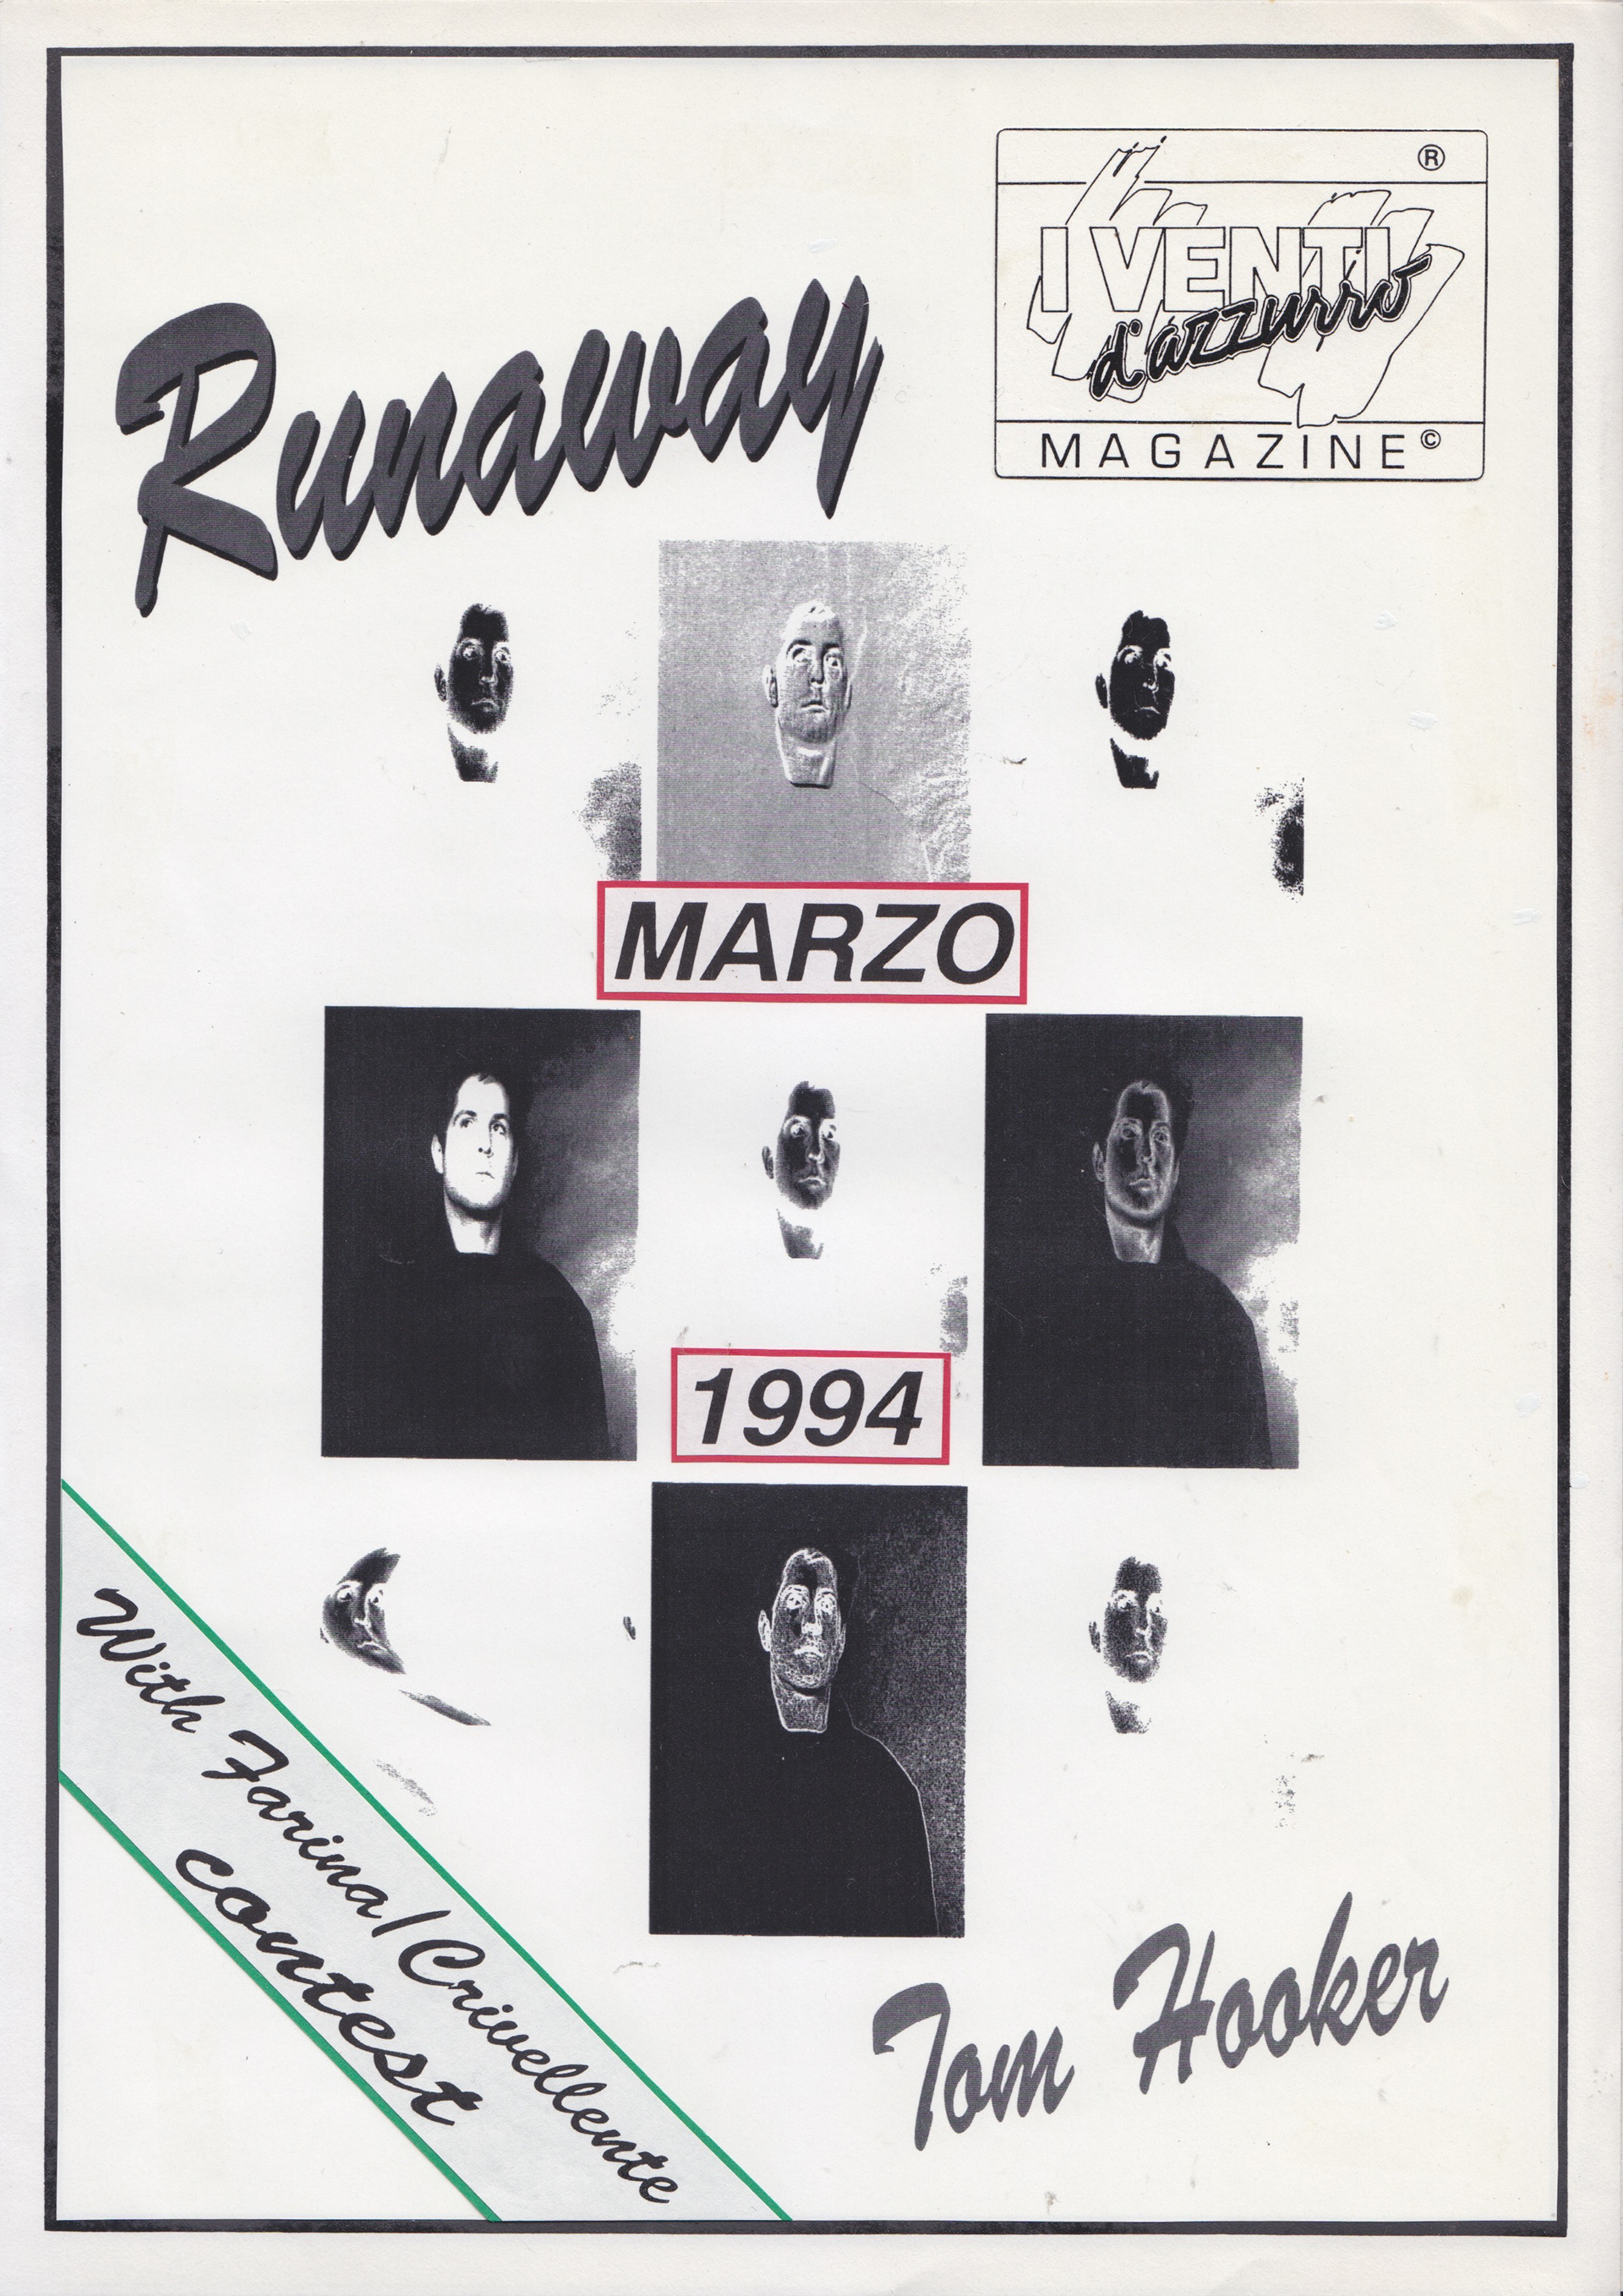 ®
I VENTI
d'azzurro
MAGAZINE©
Runaway
MARZO
1994
With Farina/Crivellente
contest
Tom Hooker